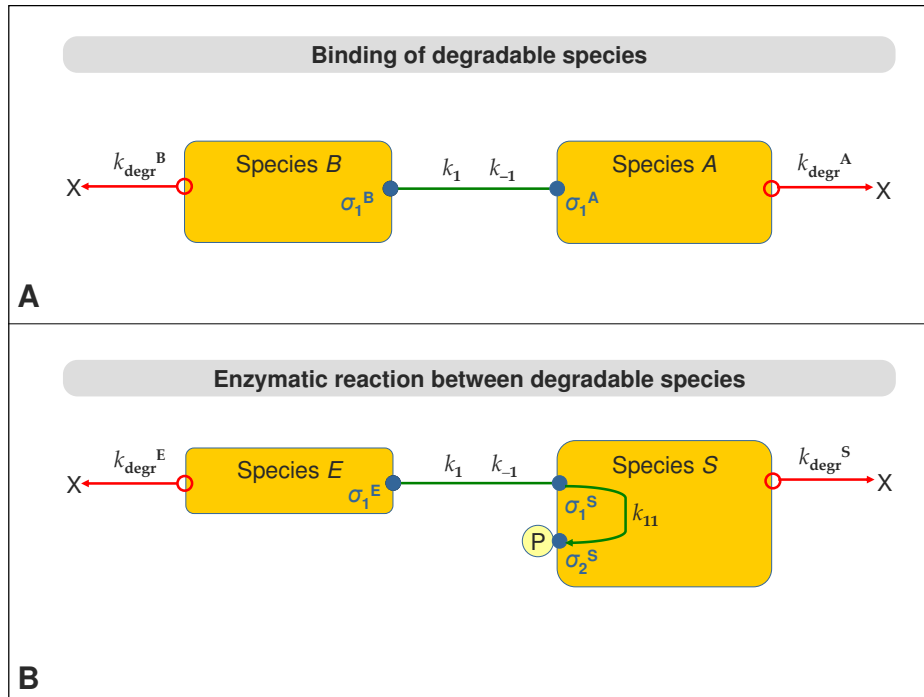 Binding of degradable species
Species B
Species A
k_degr^B
k_degr^A
k₁ k₋₁
X
X
σ₁^B
σ₁^A
A
Enzymatic reaction between degradable species
Species E
Species S
k_degr^E
k_degr^S
k₁ k₋₁
X
X
σ₁^E
σ₁^S
k₁₁
P
σ₂^S
B